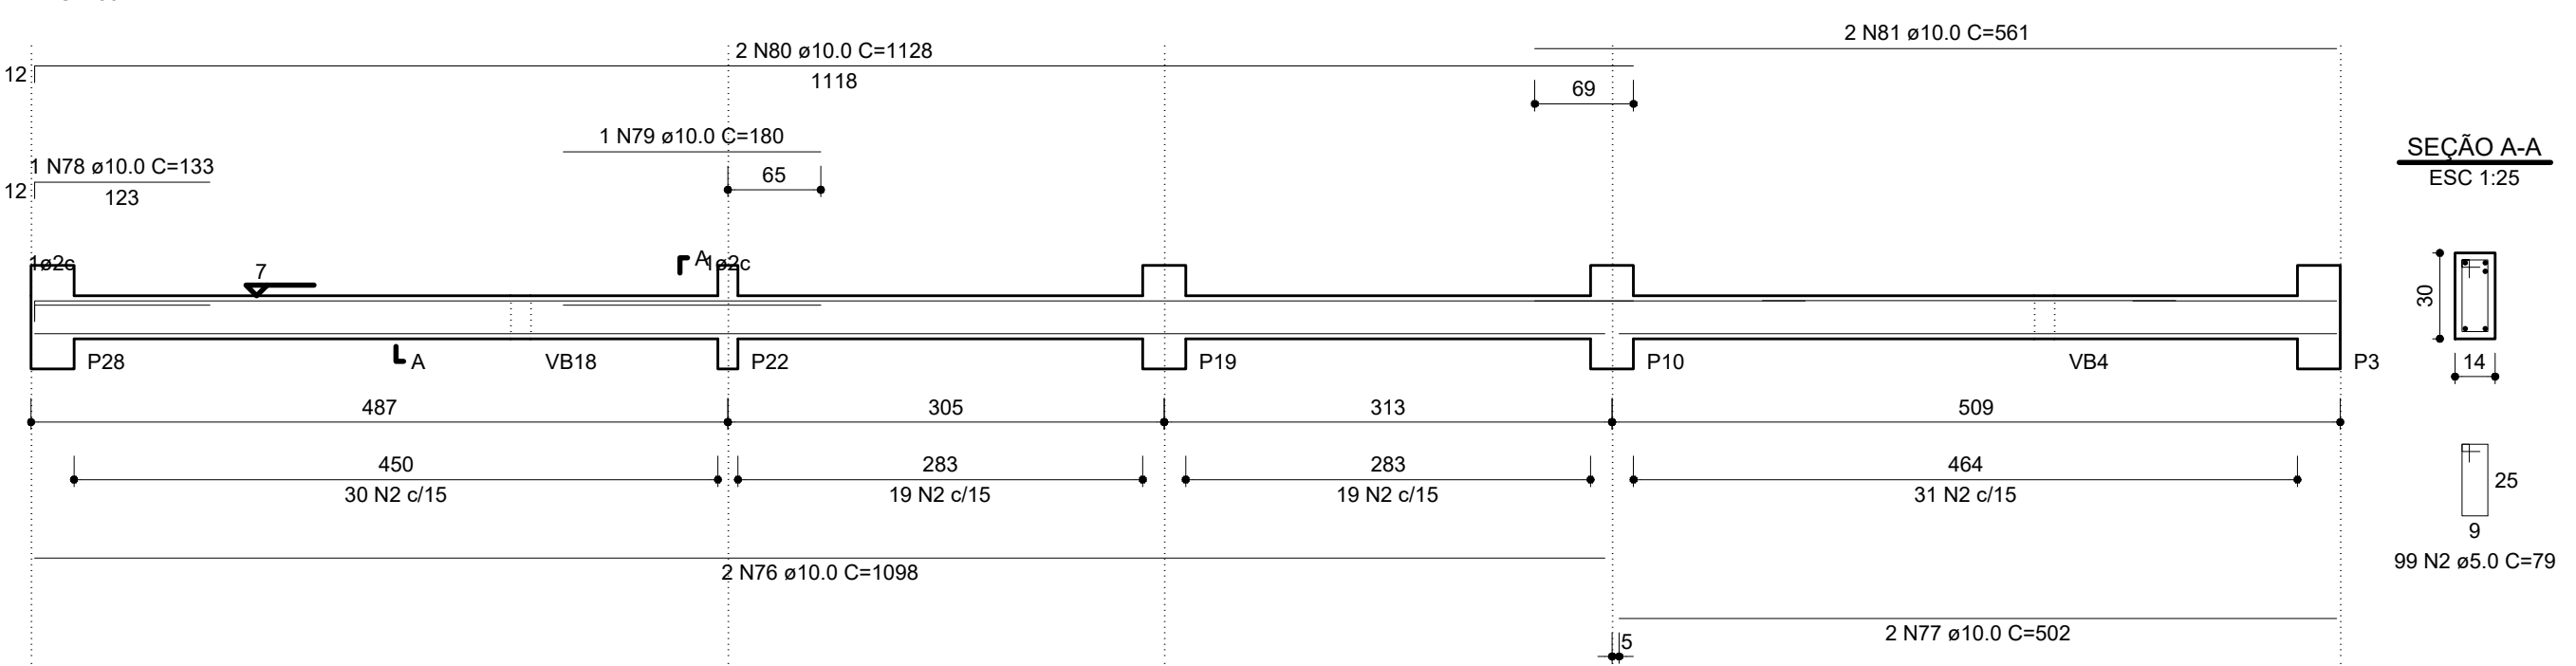 2 N81 ø10.0 C=561
2 N80 ø10.0 C=1128
12
1118
69
1 N79 ø10.0 C=180
SEÇÃO A-A
1 N78 ø10.0 C=133
65
ESC 1:25
12
123
1ø2c
7
A
1ø2c
30
P28
A
VB18
P22
P19
P10
VB4
P3
14
487
305
313
509
450
283
283
464
30 N2 c/15
19 N2 c/15
19 N2 c/15
31 N2 c/15
25
9
99 N2 ø5.0 C=79
2 N76 ø10.0 C=1098
2 N77 ø10.0 C=502
5